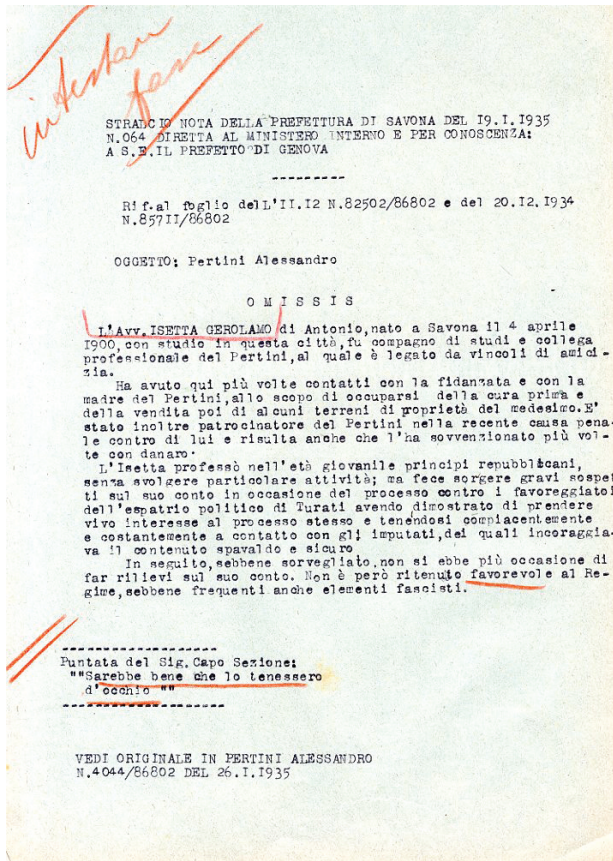 intestare
fasc
STRALCIO NOTA DELLA PREFETTURA DI SAVONA DEL I9.I.I935
N.064 DIRETTA AL MINISTERO INTERNO E PER CONOSCENZA:
A S.E.IL PREFETTO DI GENOVA
---------
Rif.al foglio delL'II.I2 N.82502/86802 e del 20.I2.I934
N.857II/86802
OGGETTO: Pertini Alessandro
O M I S S I S
L'Avv.ISETTA GEROLAMO di Antonio,nato a Savona il 4 aprile
I900,con studio in questa città,fu compagno di studi e collega
professionale del Pertini,al quale è legato da vincoli di amici-
zia.
Ha avuto qui più volte contatti con la fidanzata e con la
madre del Pertini,allo scopo di occuparsi della cura prima e
della vendita poi di alcuni terreni di proprietà del medesimo.E'
stato inoltre patrocinatore del Pertini nella recente causa pena-
le contro di lui e risulta anche che l'ha sovvenzionato più vol-
te con danaro.
L'Isetta professò nell'età giovanile principi repubblicani,
senza svolgere particolare attività; ma fece sorgere gravi sospet
ti sul suo conto in occasione del processo contro i favoreggiato
dell'espatrio politico di Turati avendo dimostrato di prendere
vivo interesse al processo stesso e tenendosi compiacentemente
e costantemente a contatto con gli imputati,dei quali incoraggia-
va il contenuto spavaldo e sicuro
In seguito,sebbene sorvegliato,non si ebbe più occasione di
far rilievi sul suo conto. Non è però ritenuto favorevole al Re-
gime,sebbene frequenti anche elementi fascisti.
-------------------
Puntata del Sig.Capo Sezione:
""Sarebbe bene che lo tenessero
d'occhio ""
--------------------
VEDI ORIGINALE IN PERTINI ALESSANDRO
N.4044/86802 DEL 26.I.I935